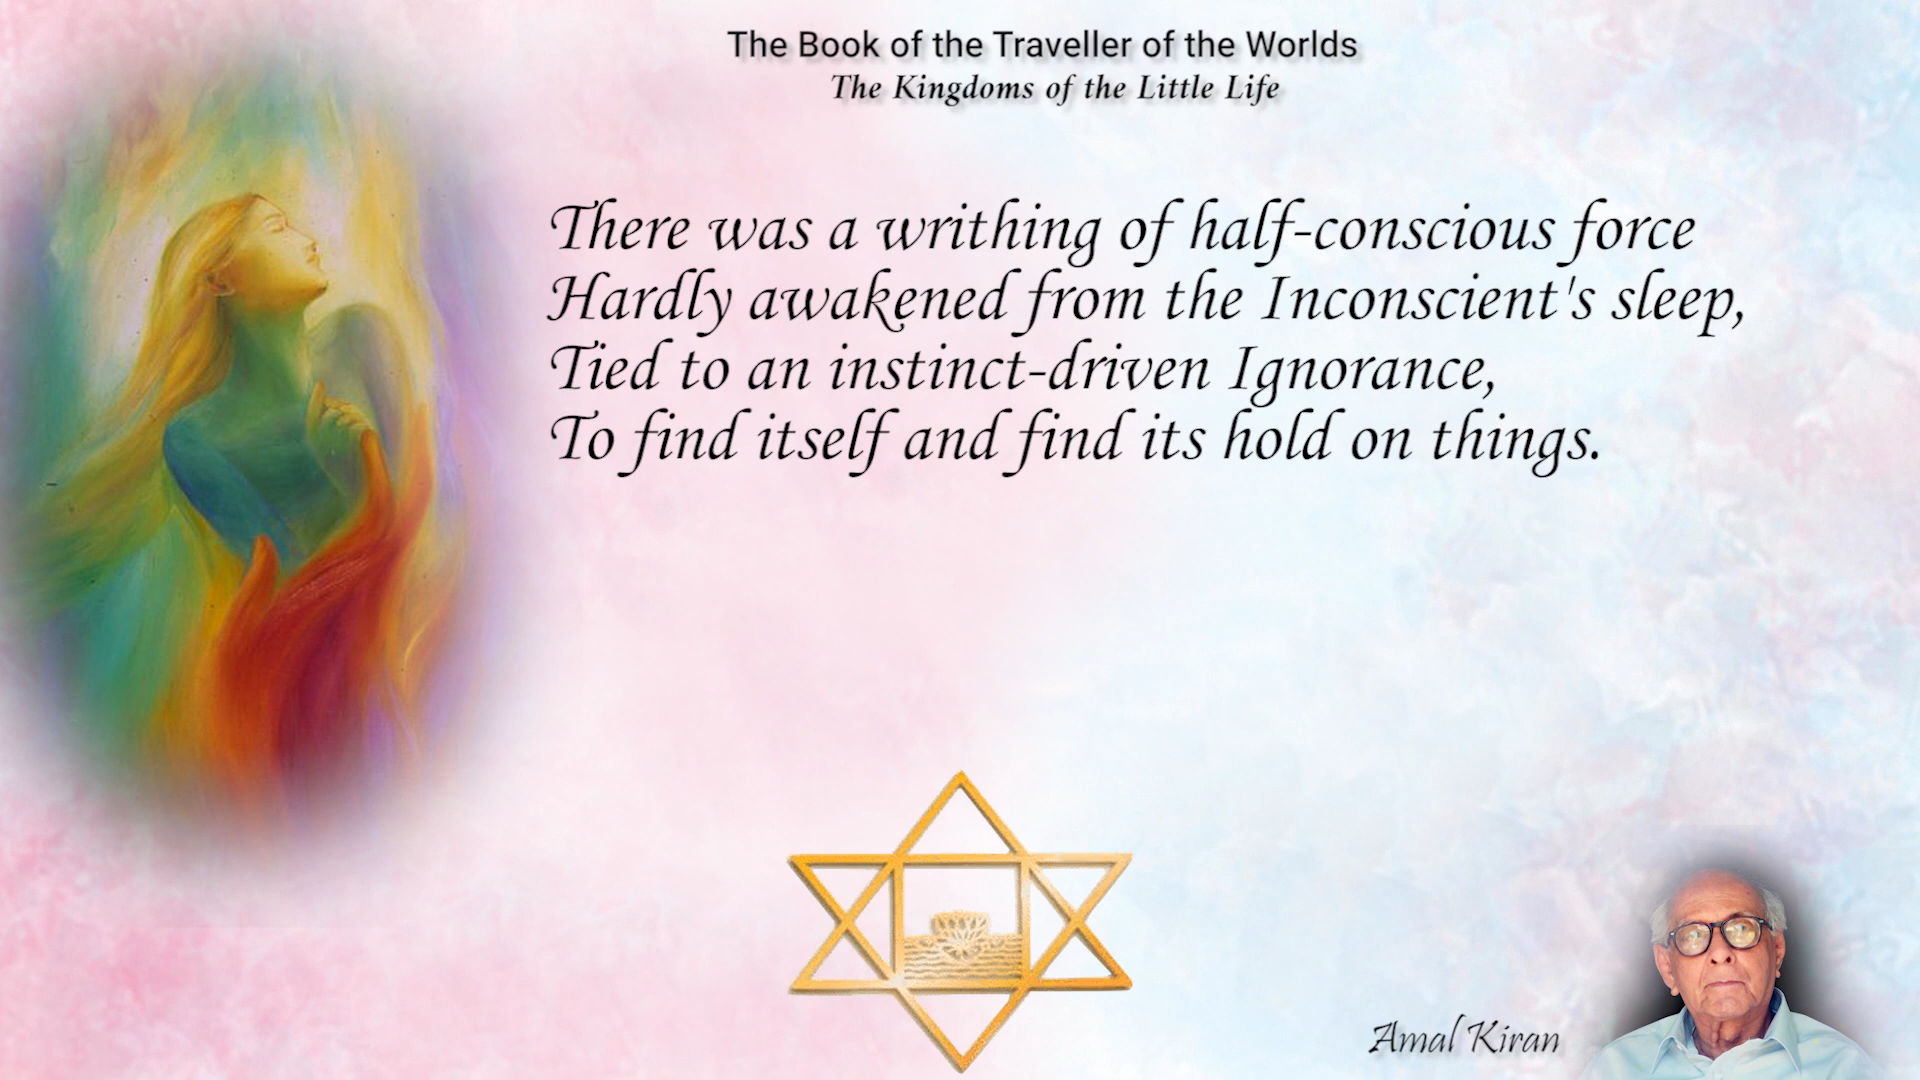 The Book of the Traveller of the Worlds
The Kingdoms of the Little Life
There was a writhing of half-conscious force
Hardly awakened from the Inconscient's sleep,
Tied to an instinct-driven Ignorance,
To find itself and find its hold on things.
Amal Kiran